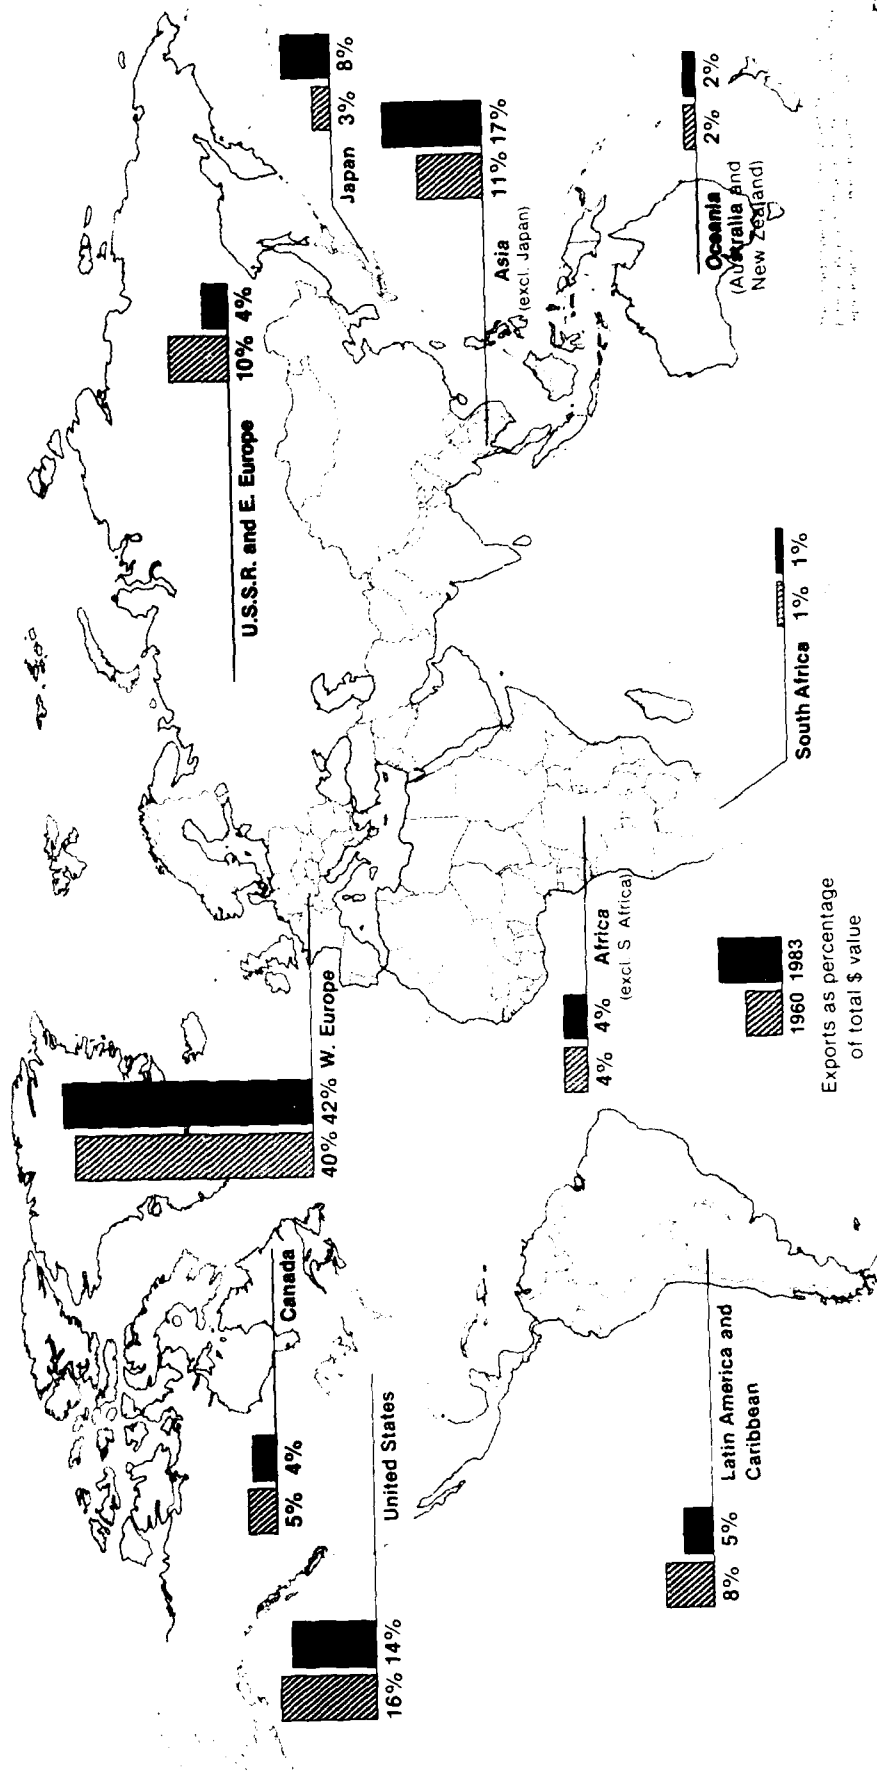 U.S.S.R. and E. Europe
10% 4%
Japan
3% 8%
Asia
(excl. Japan)
11% 17%
Oceania
(Australia and
New Zealand)
2% 2%
W. Europe
40% 42%
Canada
5% 4%
United States
16% 14%
Latin America and
Caribbean
8% 5%
Africa
(excl. S Africa)
4% 4%
South Africa
1% 1%
1960 1983
Exports as percentage
of total $ value